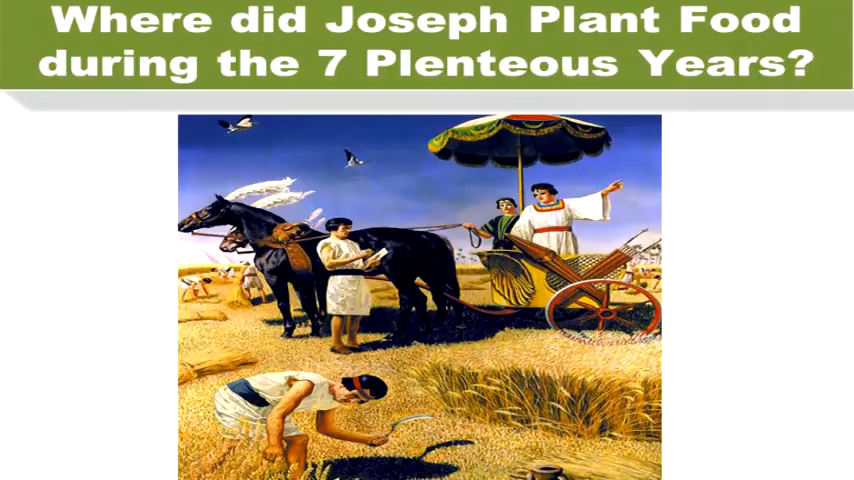 Where did Joseph Plant Food
during the 7 Plenteous Years?